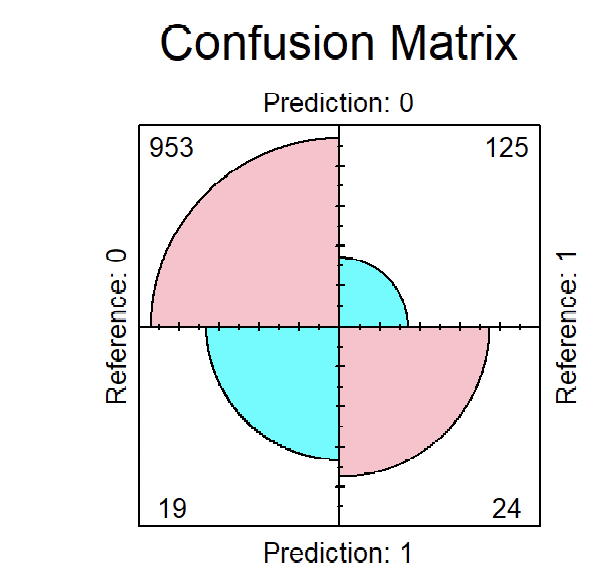 Confusion Matrix
Prediction: 0
953
125
Reference: 0
Reference: 1
19
24
Prediction: 1